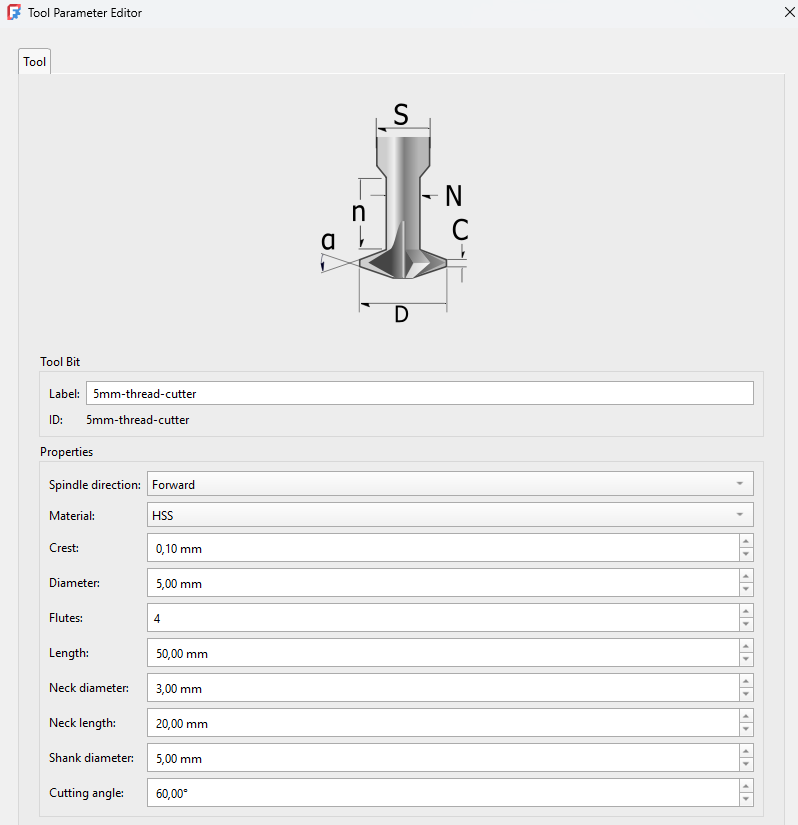 Tool Parameter Editor
Tool
S
N
n
C
a
D
Tool Bit
Label: 5mm-thread-cutter
ID: 5mm-thread-cutter
Properties
Spindle direction: Forward
Material: HSS
Crest: 0,10 mm
Diameter: 5,00 mm
Flutes: 4
Length: 50,00 mm
Neck diameter: 3,00 mm
Neck length: 20,00 mm
Shank diameter: 5,00 mm
Cutting angle: 60,00°